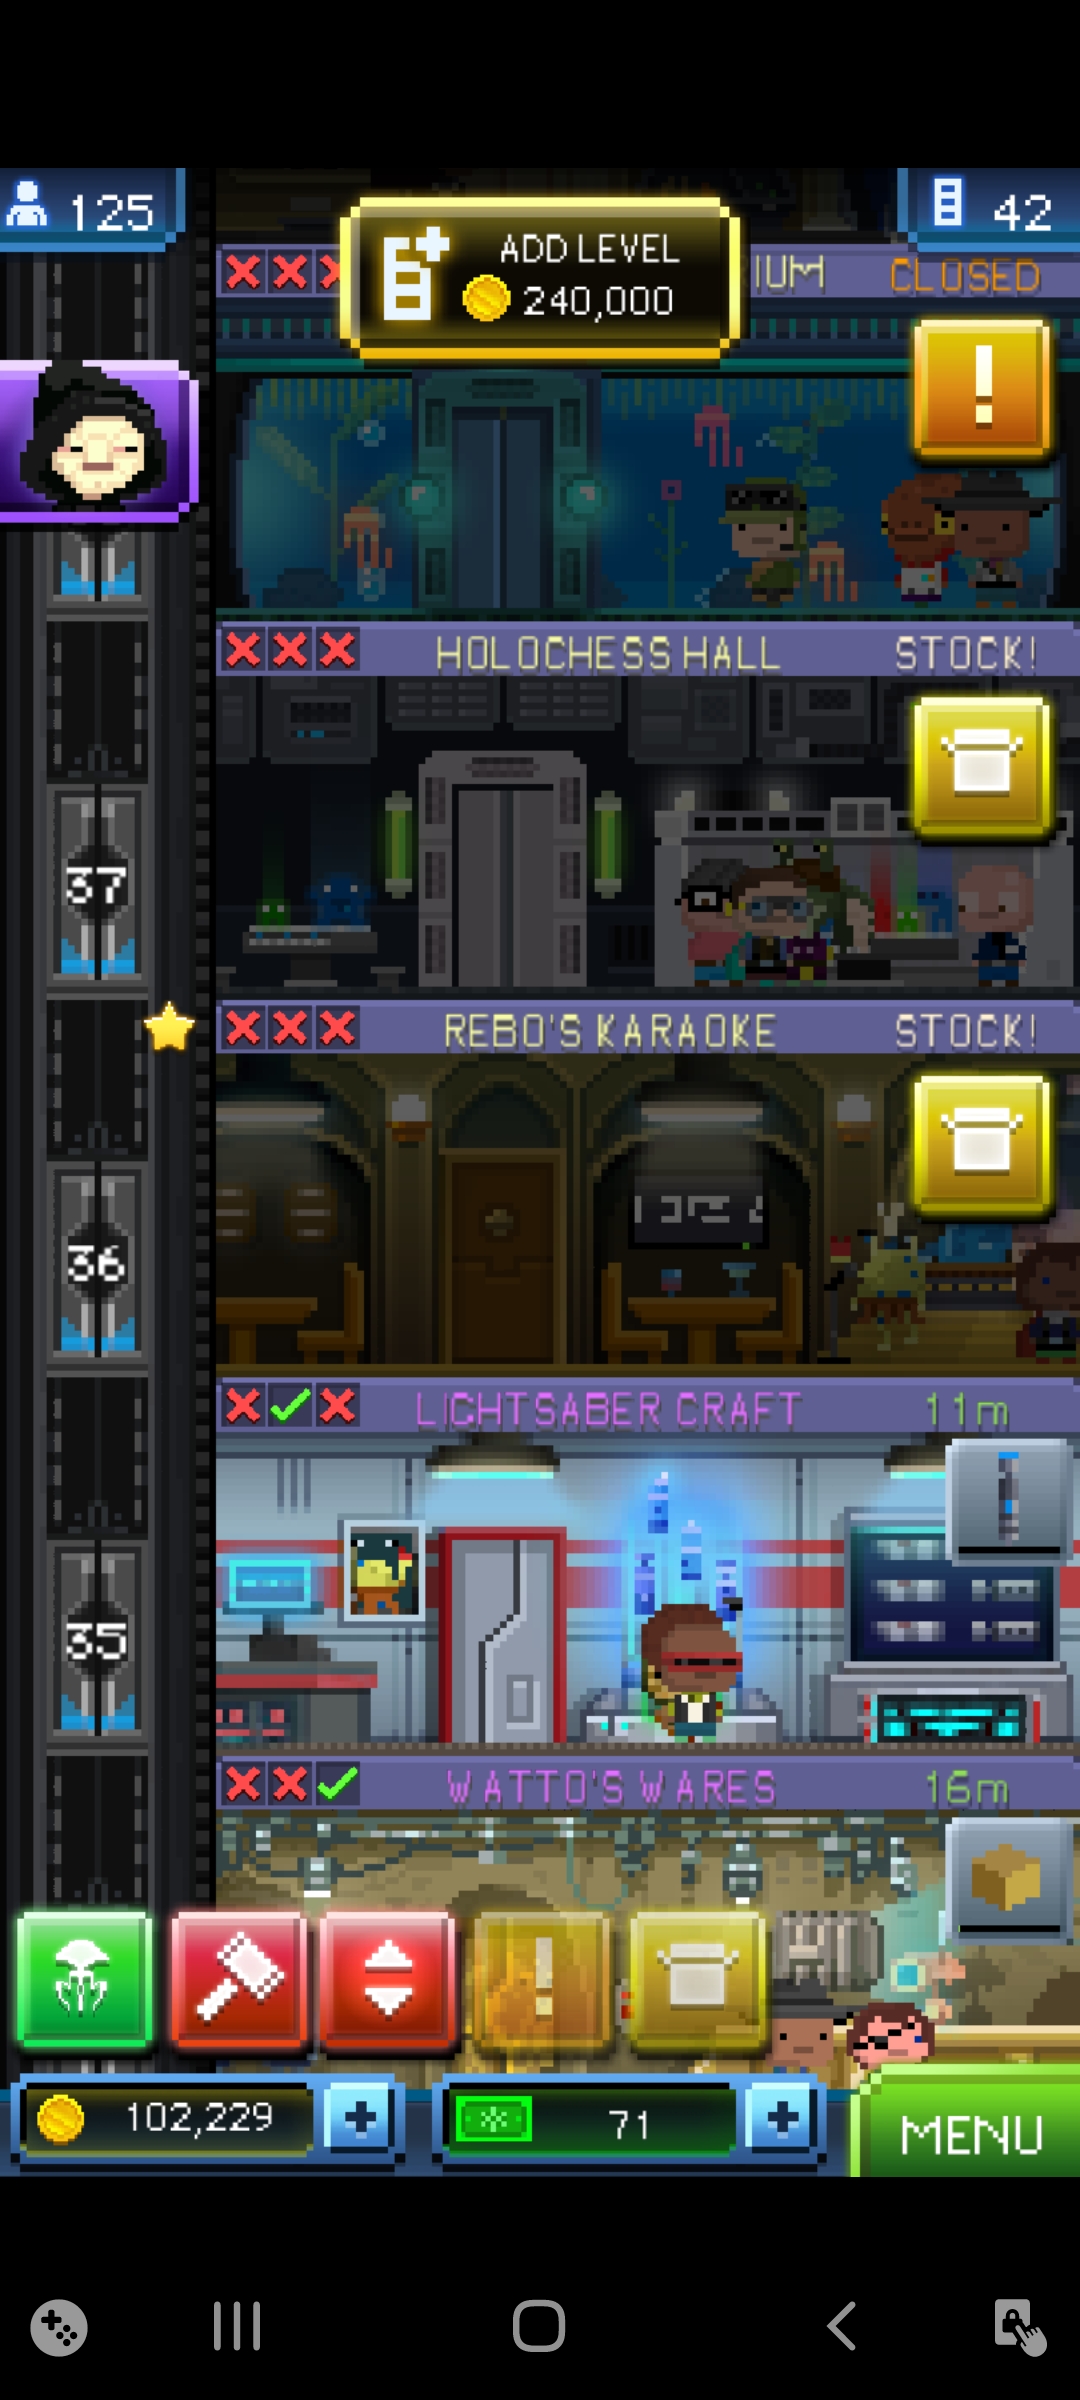 125
ADD LEVEL
240,000
42
IUM
CLOSED
HOLOCHESS HALL
STOCK!
37
REBO'S KARAOKE
STOCK!
36
LIGHTSABER CRAFT
11m
35
WATTO'S WARES
16m
102,229
71
MENU